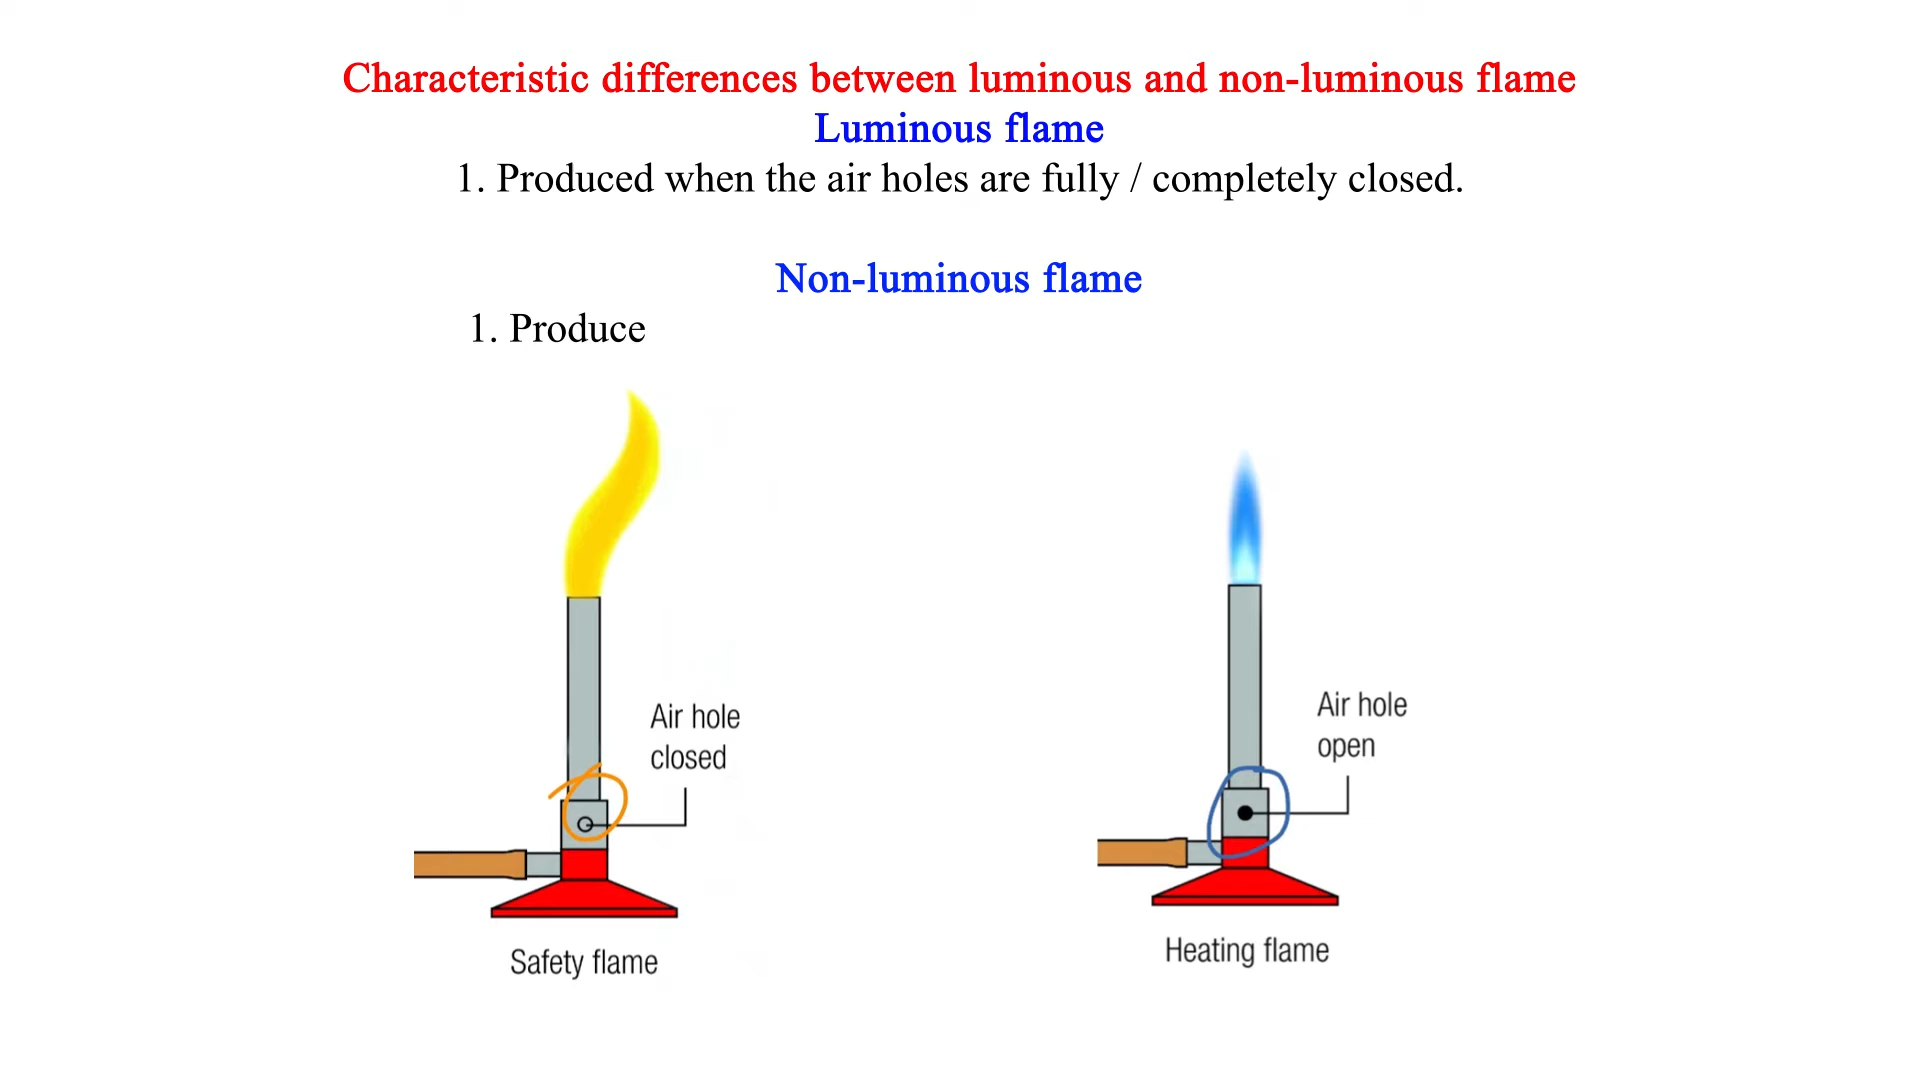 Characteristic differences between luminous and non-luminous flame
Luminous flame
1. Produced when the air holes are fully / completely closed.
Non-luminous flame
1. Produce
Air hole
closed
Safety flame
Air hole
open
Heating flame